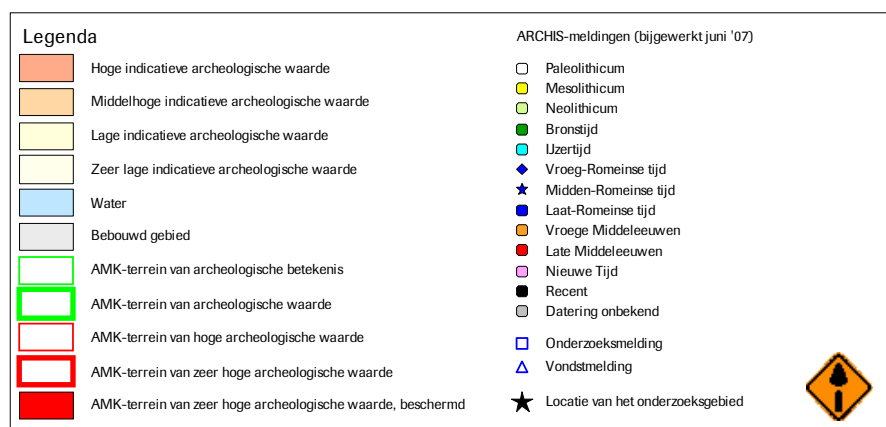 Legenda
Hoge indicatieve archeologische waarde
Middelhoge indicatieve archeologische waarde
Lage indicatieve archeologische waarde
Zeer lage indicatieve archeologische waarde
Water
Bebouwd gebied
AMK-terrein van archeologische betekenis
AMK-terrein van archeologische waarde
AMK-terrein van hoge archeologische waarde
AMK-terrein van zeer hoge archeologische waarde
AMK-terrein van zeer hoge archeologische waarde, beschermd
ARCHIS-meldingen (bijgewerkt juni '07)
Paleolithicum
Mesolithicum
Neolithicum
Bronstijd
IJzertijd
Vroeg-Romeinse tijd
Midden-Romeinse tijd
Laat-Romeinse tijd
Vroege Middeleeuwen
Late Middeleeuwen
Nieuwe Tijd
Recent
Datering onbekend
Onderzoeksmelding
Vondstmelding
Locatie van het onderzoeksgebied